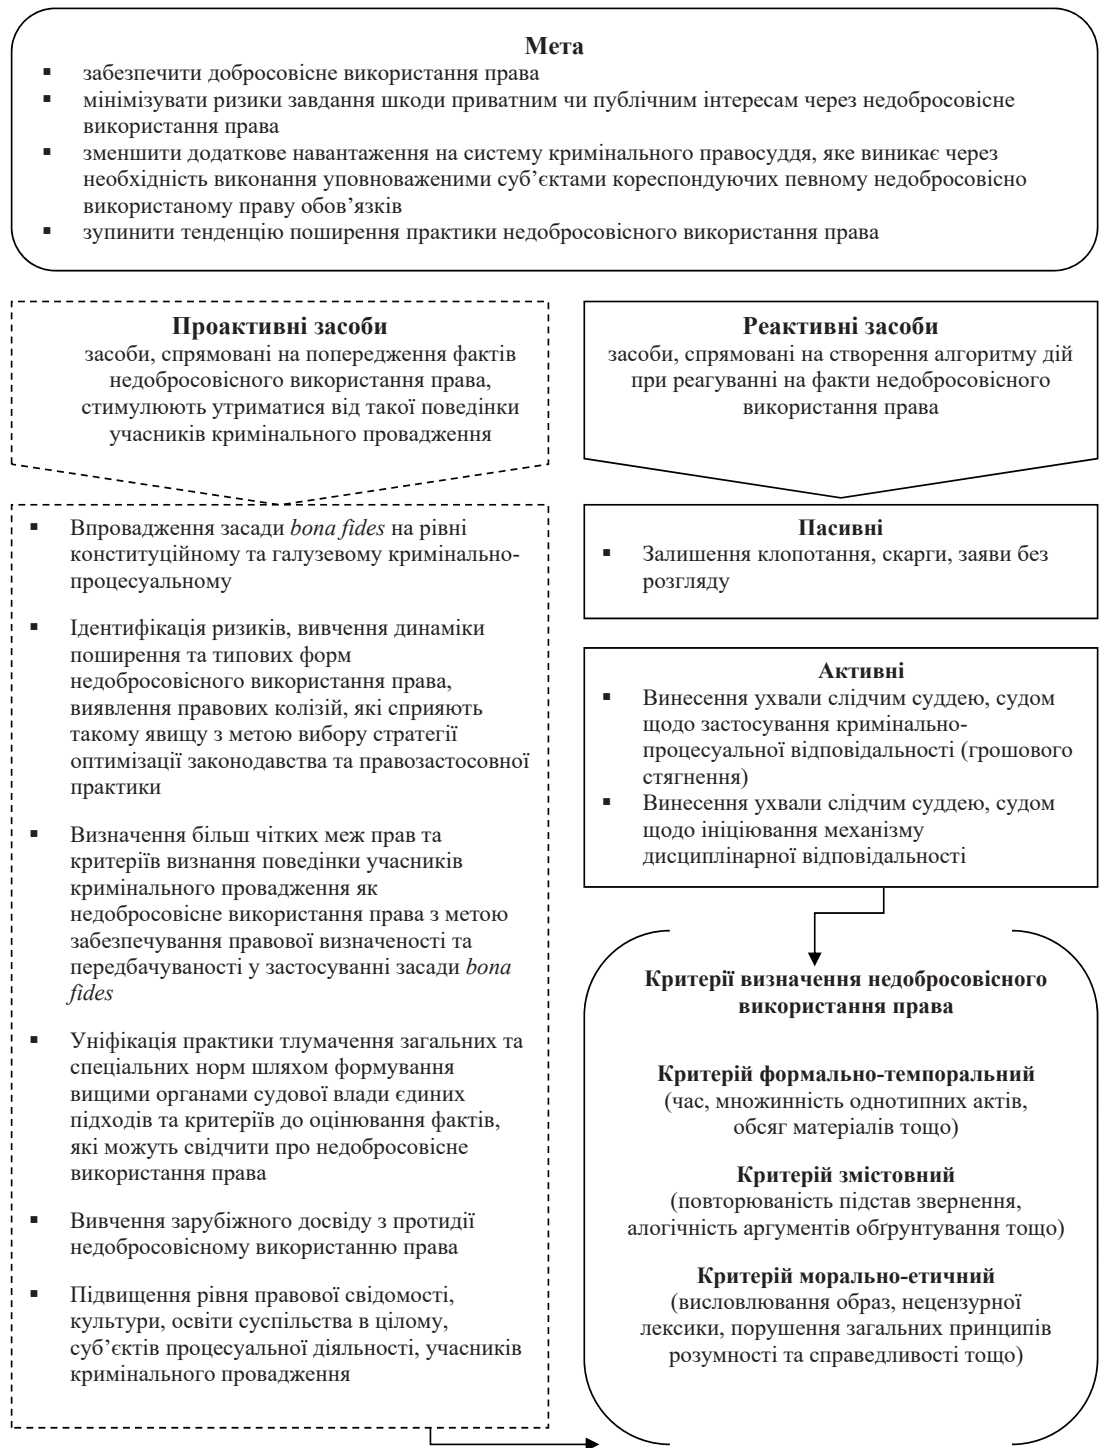 Мета
▪ забезпечити добросовісне використання права
▪ мінімізувати ризики завдання шкоди приватним чи публічним інтересам через недобросовісне
використання права
▪ зменшити додаткове навантаження на систему кримінального правосуддя, яке виникає через
необхідність виконання уповноваженими суб’єктами кореспондуючих певному недобросовісно
використаному праву обов’язків
▪ зупинити тенденцію поширення практики недобросовісного використання права
Проактивні засоби
засоби, спрямовані на попередження фактів
недобросовісного використання права,
стимулюють утриматися від такої поведінки
учасників кримінального провадження
▪ Впровадження засади bona fides на рівні
конституційному та галузевому кримінально-
процесуальному
▪ Ідентифікація ризиків, вивчення динаміки
поширення та типових форм
недобросовісного використання права,
виявлення правових колізій, які сприяють
такому явищу з метою вибору стратегії
оптимізації законодавства та правозастосовної
практики
▪ Визначення більш чітких меж прав та
критеріїв визнання поведінки учасників
кримінального провадження як
недобросовісне використання права з метою
забезпечування правової визначеності та
передбачуваності у застосуванні засади bona
fides
▪ Уніфікація практики тлумачення загальних та
спеціальних норм шляхом формування
вищими органами судової влади єдиних
підходів та критеріїв до оцінювання фактів,
які можуть свідчити про недобросовісне
використання права
▪ Вивчення зарубіжного досвіду з протидії
недобросовісному використанню права
▪ Підвищення рівня правової свідомості,
культури, освіти суспільства в цілому,
суб’єктів процесуальної діяльності, учасників
кримінального провадження
Реактивні засоби
засоби, спрямовані на створення алгоритму дій
при реагуванні на факти недобросовісного
використання права
Пасивні
▪ Залишення клопотання, скарги, заяви без
розгляду
Активні
▪ Винесення ухвали слідчим суддею, судом
щодо застосування кримінально-
процесуальної відповідальності (грошового
стягнення)
▪ Винесення ухвали слідчим суддею, судом
щодо ініціювання механізму
дисциплінарної відповідальності
Критерії визначення недобросовісного
використання права
Критерій формально-темпоральний
(час, множинність однотипних актів,
обсяг матеріалів тощо)
Критерій змістовний
(повторюваність підстав звернення,
алогічність аргументів обґрунтування тощо)
Критерій морально-етичний
(висловлювання образ, нецензурної
лексики, порушення загальних принципів
розумності та справедливості тощо)